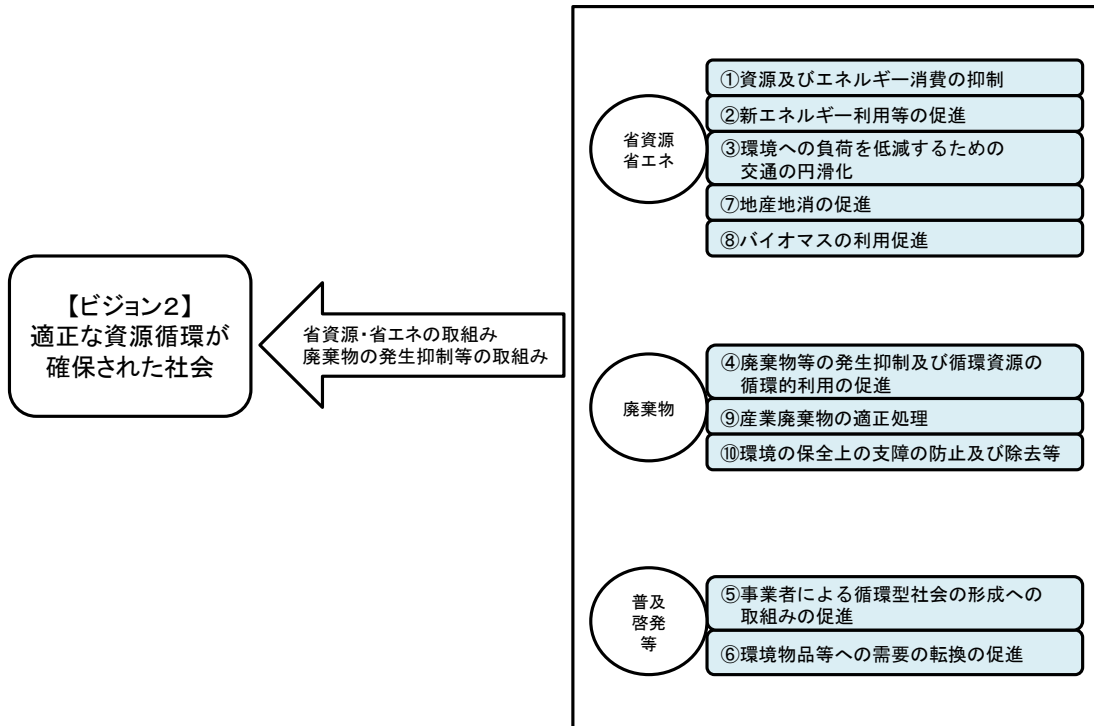 【ビジョン2】
適正な資源循環が
確保された社会
省資源・省エネの取組み
廃棄物の発生抑制等の取組み
省資源
省エネ
①資源及びエネルギー消費の抑制
②新エネルギー利用等の促進
③環境への負荷を低減するための
交通の円滑化
⑦地産地消の促進
⑧バイオマスの利用促進
廃棄物
④廃棄物等の発生抑制及び循環資源の
循環的利用の促進
⑨産業廃棄物の適正処理
⑩環境の保全上の支障の防止及び除去等
普及
啓発
等
⑤事業者による循環型社会の形成への
取組みの促進
⑥環境物品等への需要の転換の促進